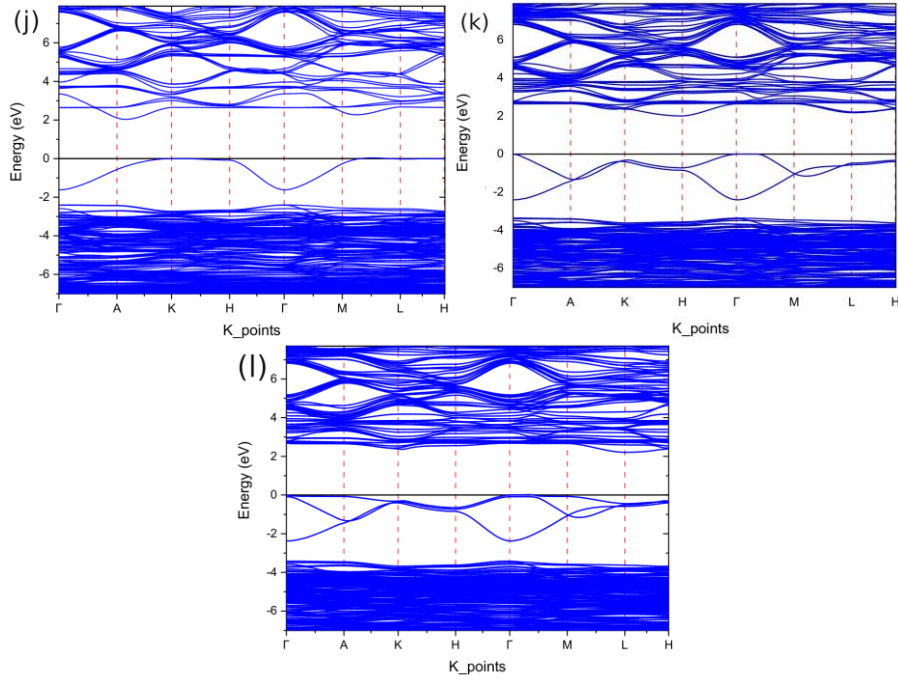 (j)
Energy (eV)
6
4
2
0
-2
-4
-6
Γ A K H Γ M L H
K_points
(k)
Energy (eV)
6
4
2
0
-2
-4
-6
Γ A K H Γ M L H
K_points
(l)
Energy (eV)
6
4
2
0
-2
-4
-6
Γ A K H Γ M L H
K_points